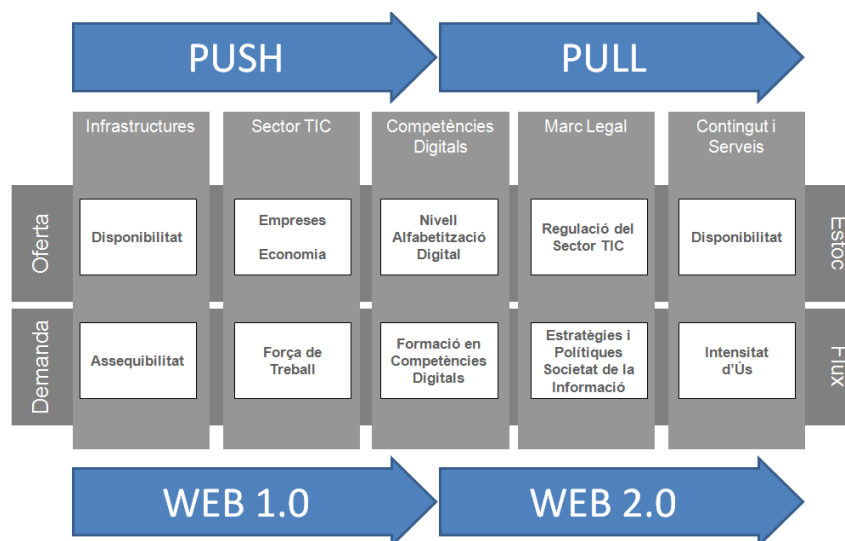 PUSH
PULL
Infrastructures
Sector TIC
Competències
Digitals
Marc Legal
Contingut i
Serveis
Oferta
Disponibilitat
Empreses
Economia
Nivell
Alfabetització
Digital
Regulació del
Sector TIC
Disponibilitat
Estoc
Demanda
Assequibilitat
Força de
Treball
Formació en
Competències
Digitals
Estratègies i
Polítiques
Societat de la
Informació
Intensitat
d'Ús
Flux
WEB 1.0
WEB 2.0